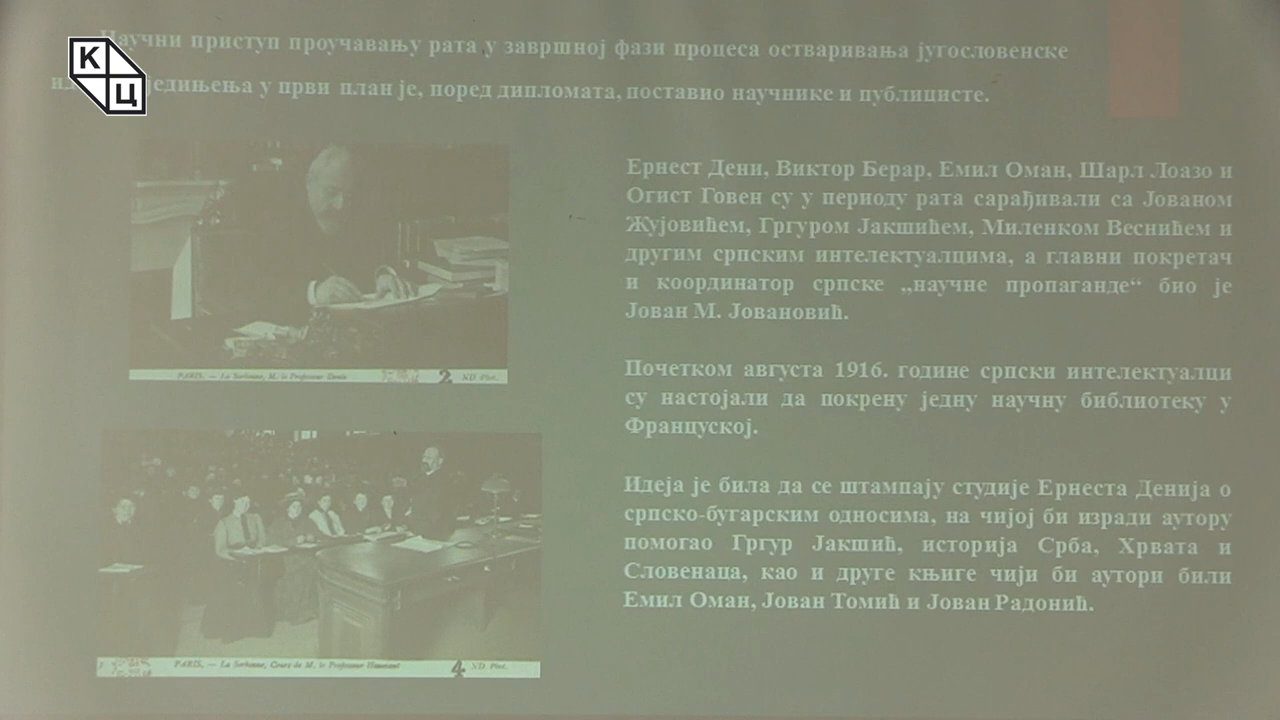 Научни приступ проучавању рата у завршној фази процеса остваривања југословенске
у први план је, поред дипломата, поставио научнике и публицисте.
К
Ц
Ернест Дени, Виктор Берар, Емил Оман, Шарл Лоазо и
Огист Говен су у периоду рата сарађивали са Јованом
Жујовићем, Гргуром Јакшићем, Миленком Веснићем и
другим српским интелектуалцима, а главни покретач
и координатор српске „научне пропаганде“ био је
Јован М. Јовановић.
Почетком августа 1916. године српски интелектуалци
су настојали да покрену једну научну библиотеку у
Француској.
Идеја је била да се штампају студије Ернеста Денија о
српско-бугарским односима, на чијој би изради аутору
помогао Гргур Јакшић, историја Срба, Хрвата и
Словенаца, као и друге књиге чији би аутори били
Емил Оман, Јован Томић и Јован Радонић.
PARIS. — La Sorbonne, M. le Professeur Denis 2 ND Phot.
PARIS. — La Sorbonne, Cours de M. le Professeur Haumant 4 ND Phot.